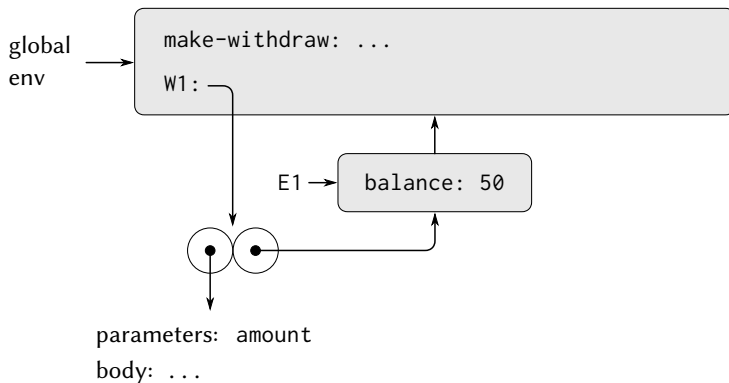 global
env
make-withdraw: ...
W1:
E1
balance: 50
parameters: amount
body: ...